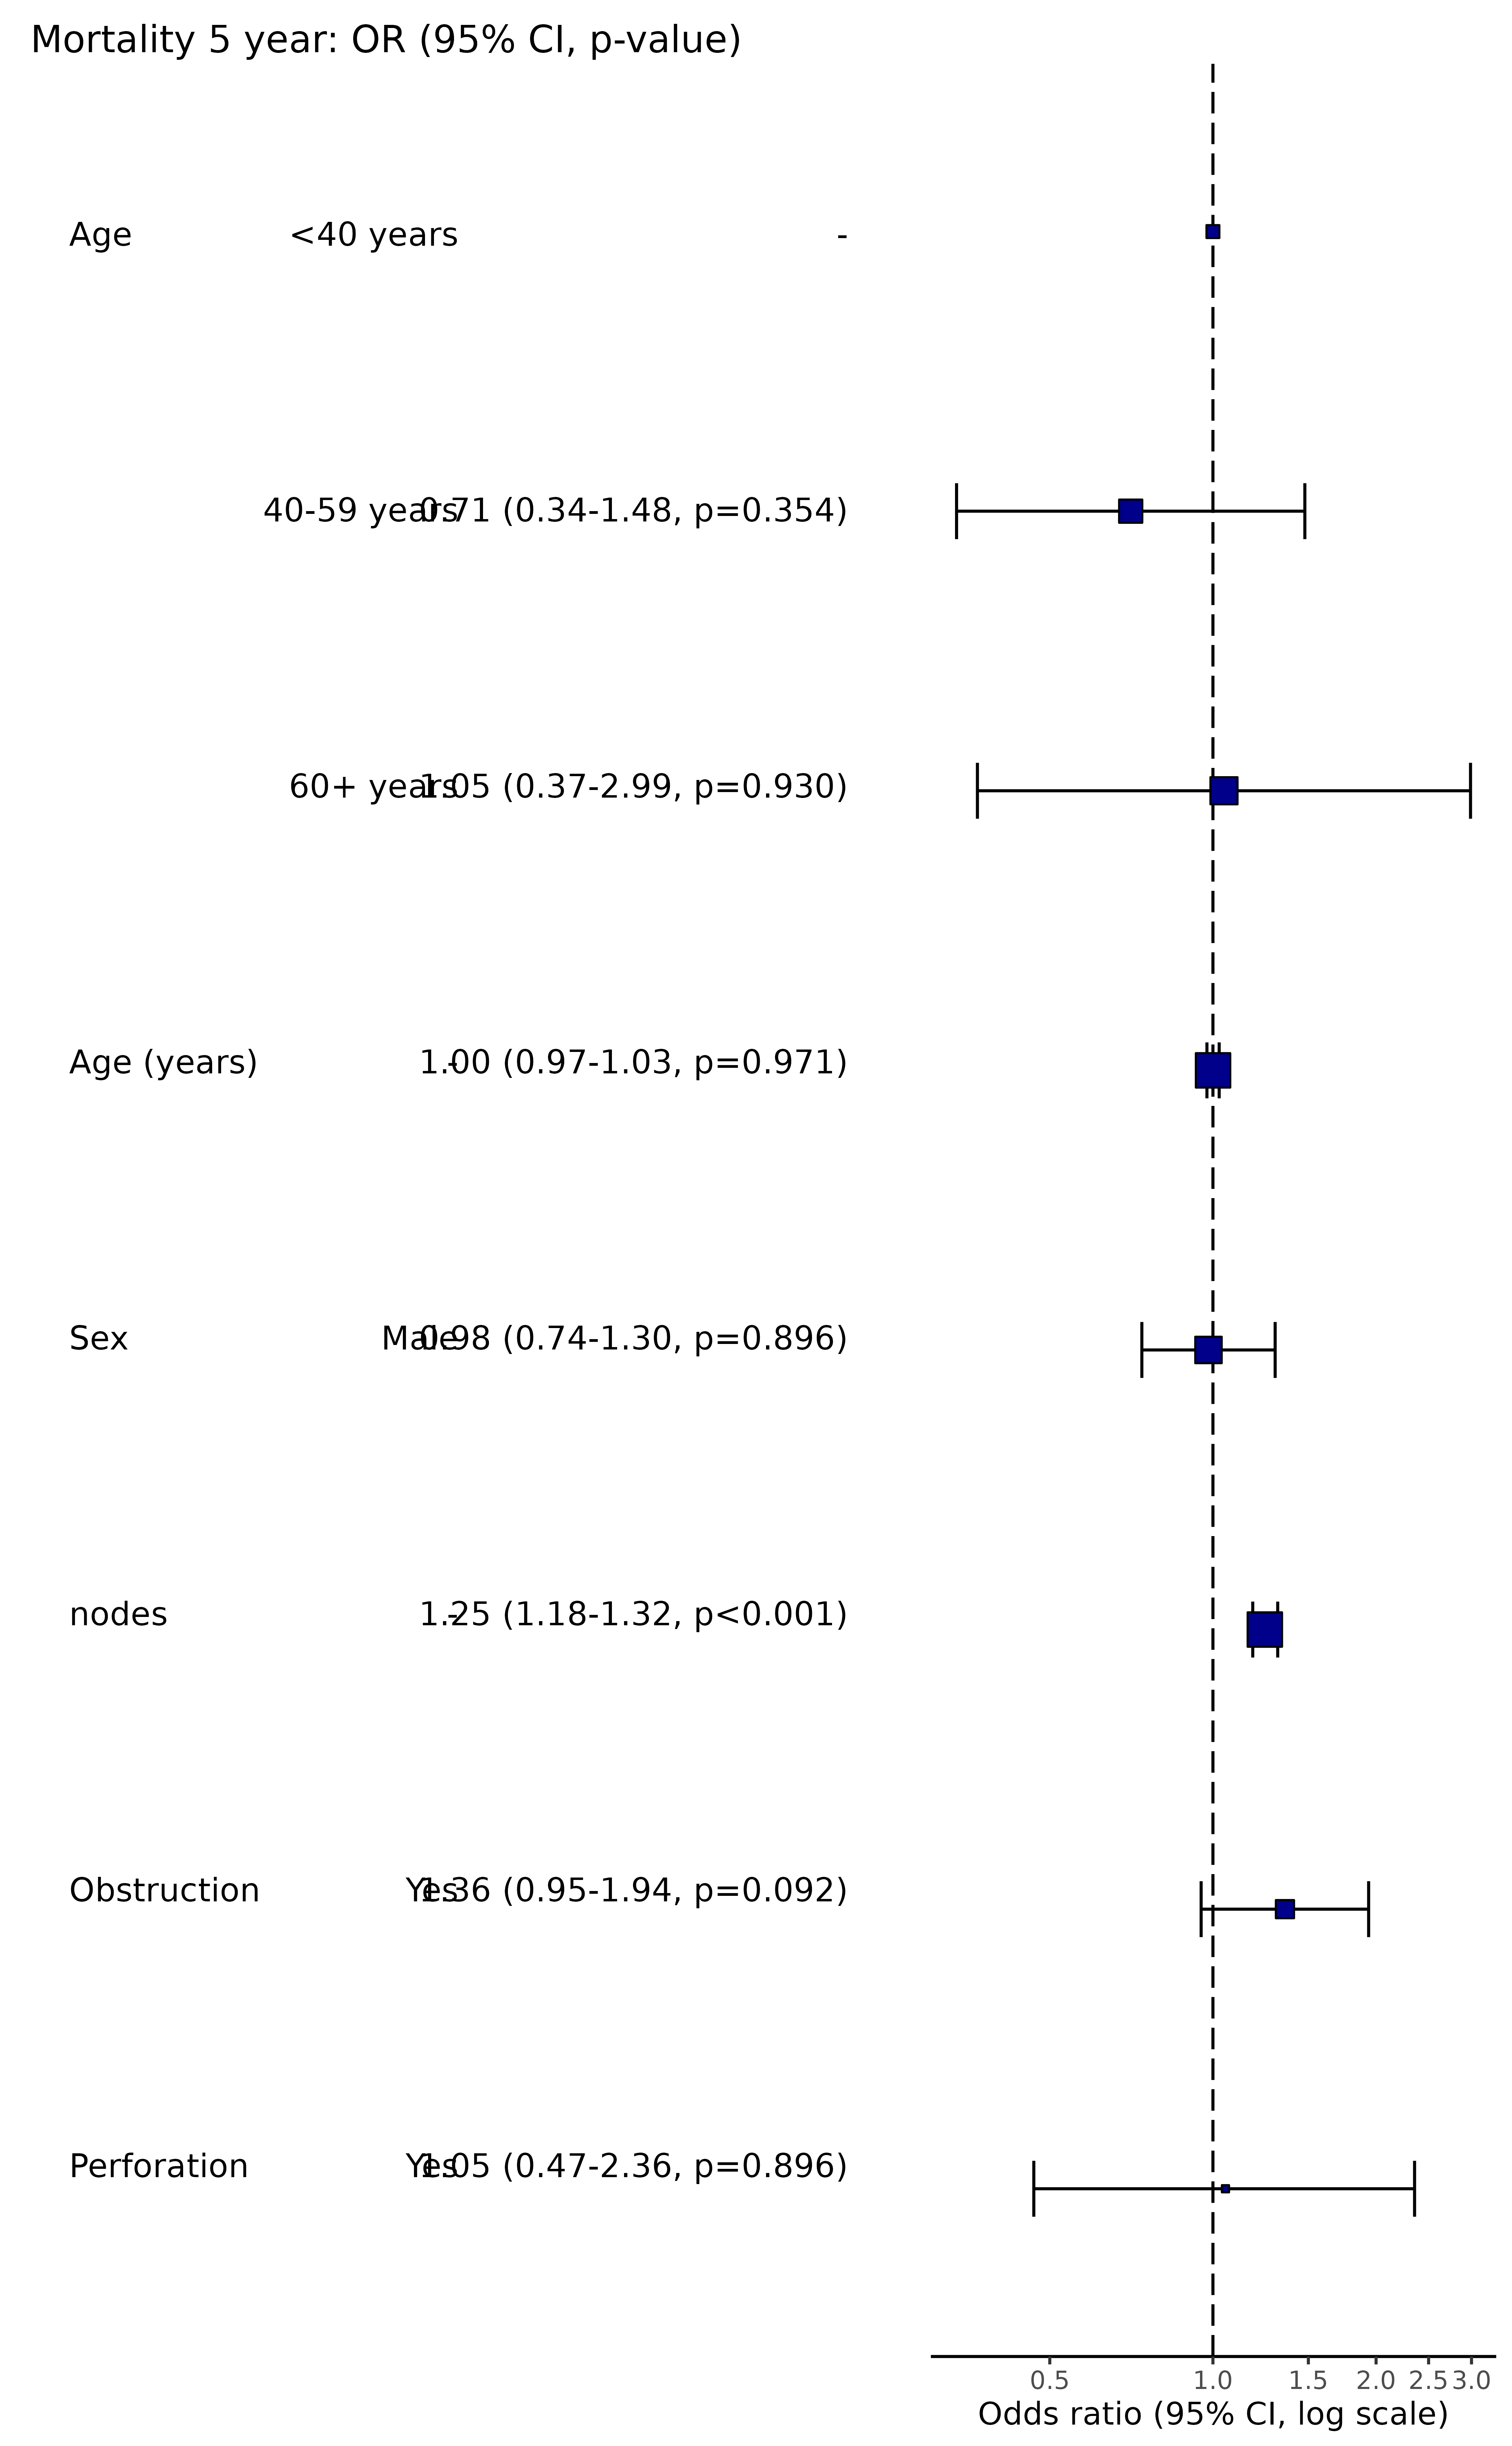 Mortality 5 year: OR (95% CI, p-value)
Age <40 years -
40-59 years 0.71 (0.34-1.48, p=0.354)
60+ years 1.05 (0.37-2.99, p=0.930)
Age (years) - 1.00 (0.97-1.03, p=0.971)
Sex Male 0.98 (0.74-1.30, p=0.896)
nodes - 1.25 (1.18-1.32, p<0.001)
Obstruction Yes 1.36 (0.95-1.94, p=0.092)
Perforation Yes 1.05 (0.47-2.36, p=0.896)
0.5 1.0 1.5 2.0 2.5 3.0
Odds ratio (95% CI, log scale)